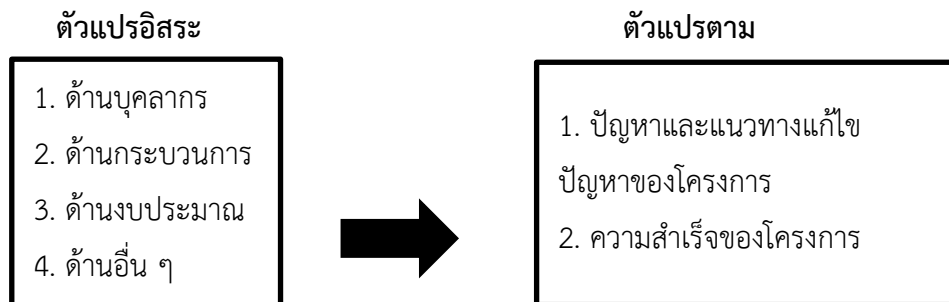 ตัวแปรอิสระ
1. ด้านบุคลากร
2. ด้านกระบวนการ
3. ด้านงบประมาณ
4. ด้านอื่น ๆ
ตัวแปรตาม
1. ปัญหาและแนวทางแก้ไข
ปัญหาของโครงการ
2. ความสำเร็จของโครงการ